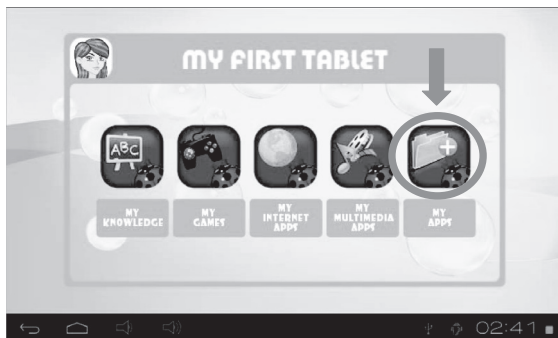 MY FIRST TABLET
ABC
MY
KNOWLEDGE
MY
GAMES
MY
INTERNET
APPS
MY
MULTIMEDIA
APPS
MY
APPS
02:41